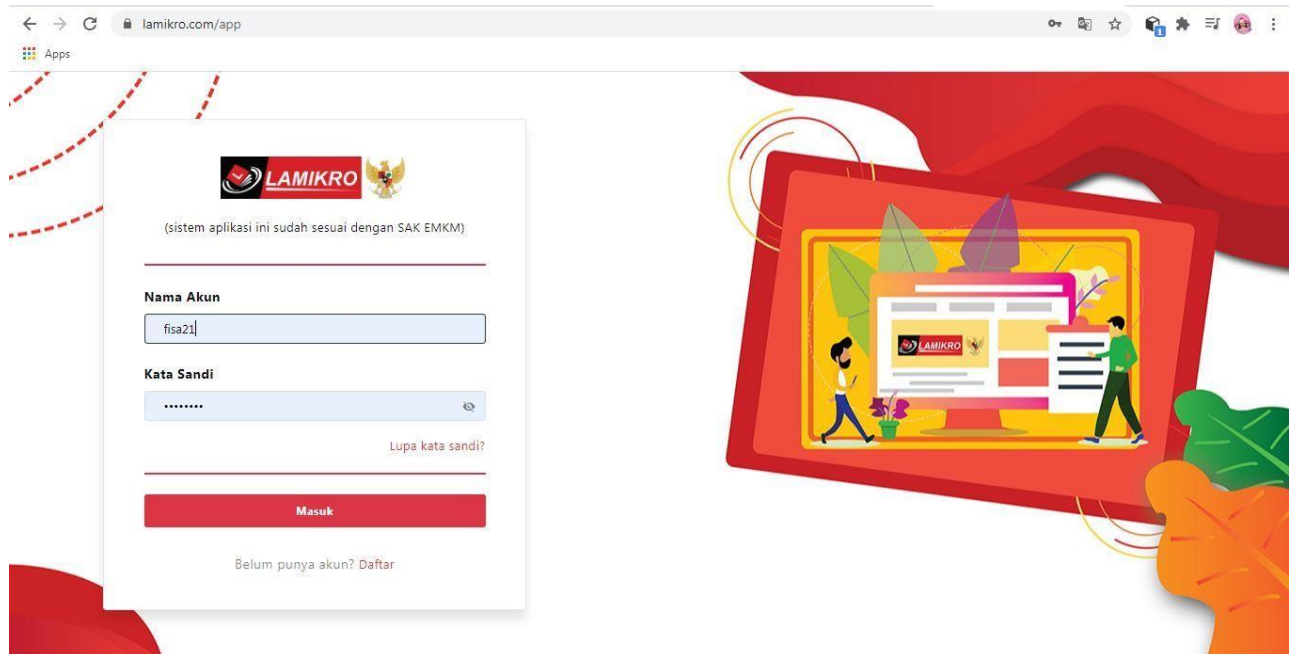 lamikro.com/app
1
Apps
LAMIKRO
(sistem aplikasi ini sudah sesuai dengan SAK EMKM)
Nama Akun
fisa21
Kata Sandi
••••••••
Lupa kata sandi?
Masuk
Belum punya akun? Daftar
LAMIKRO